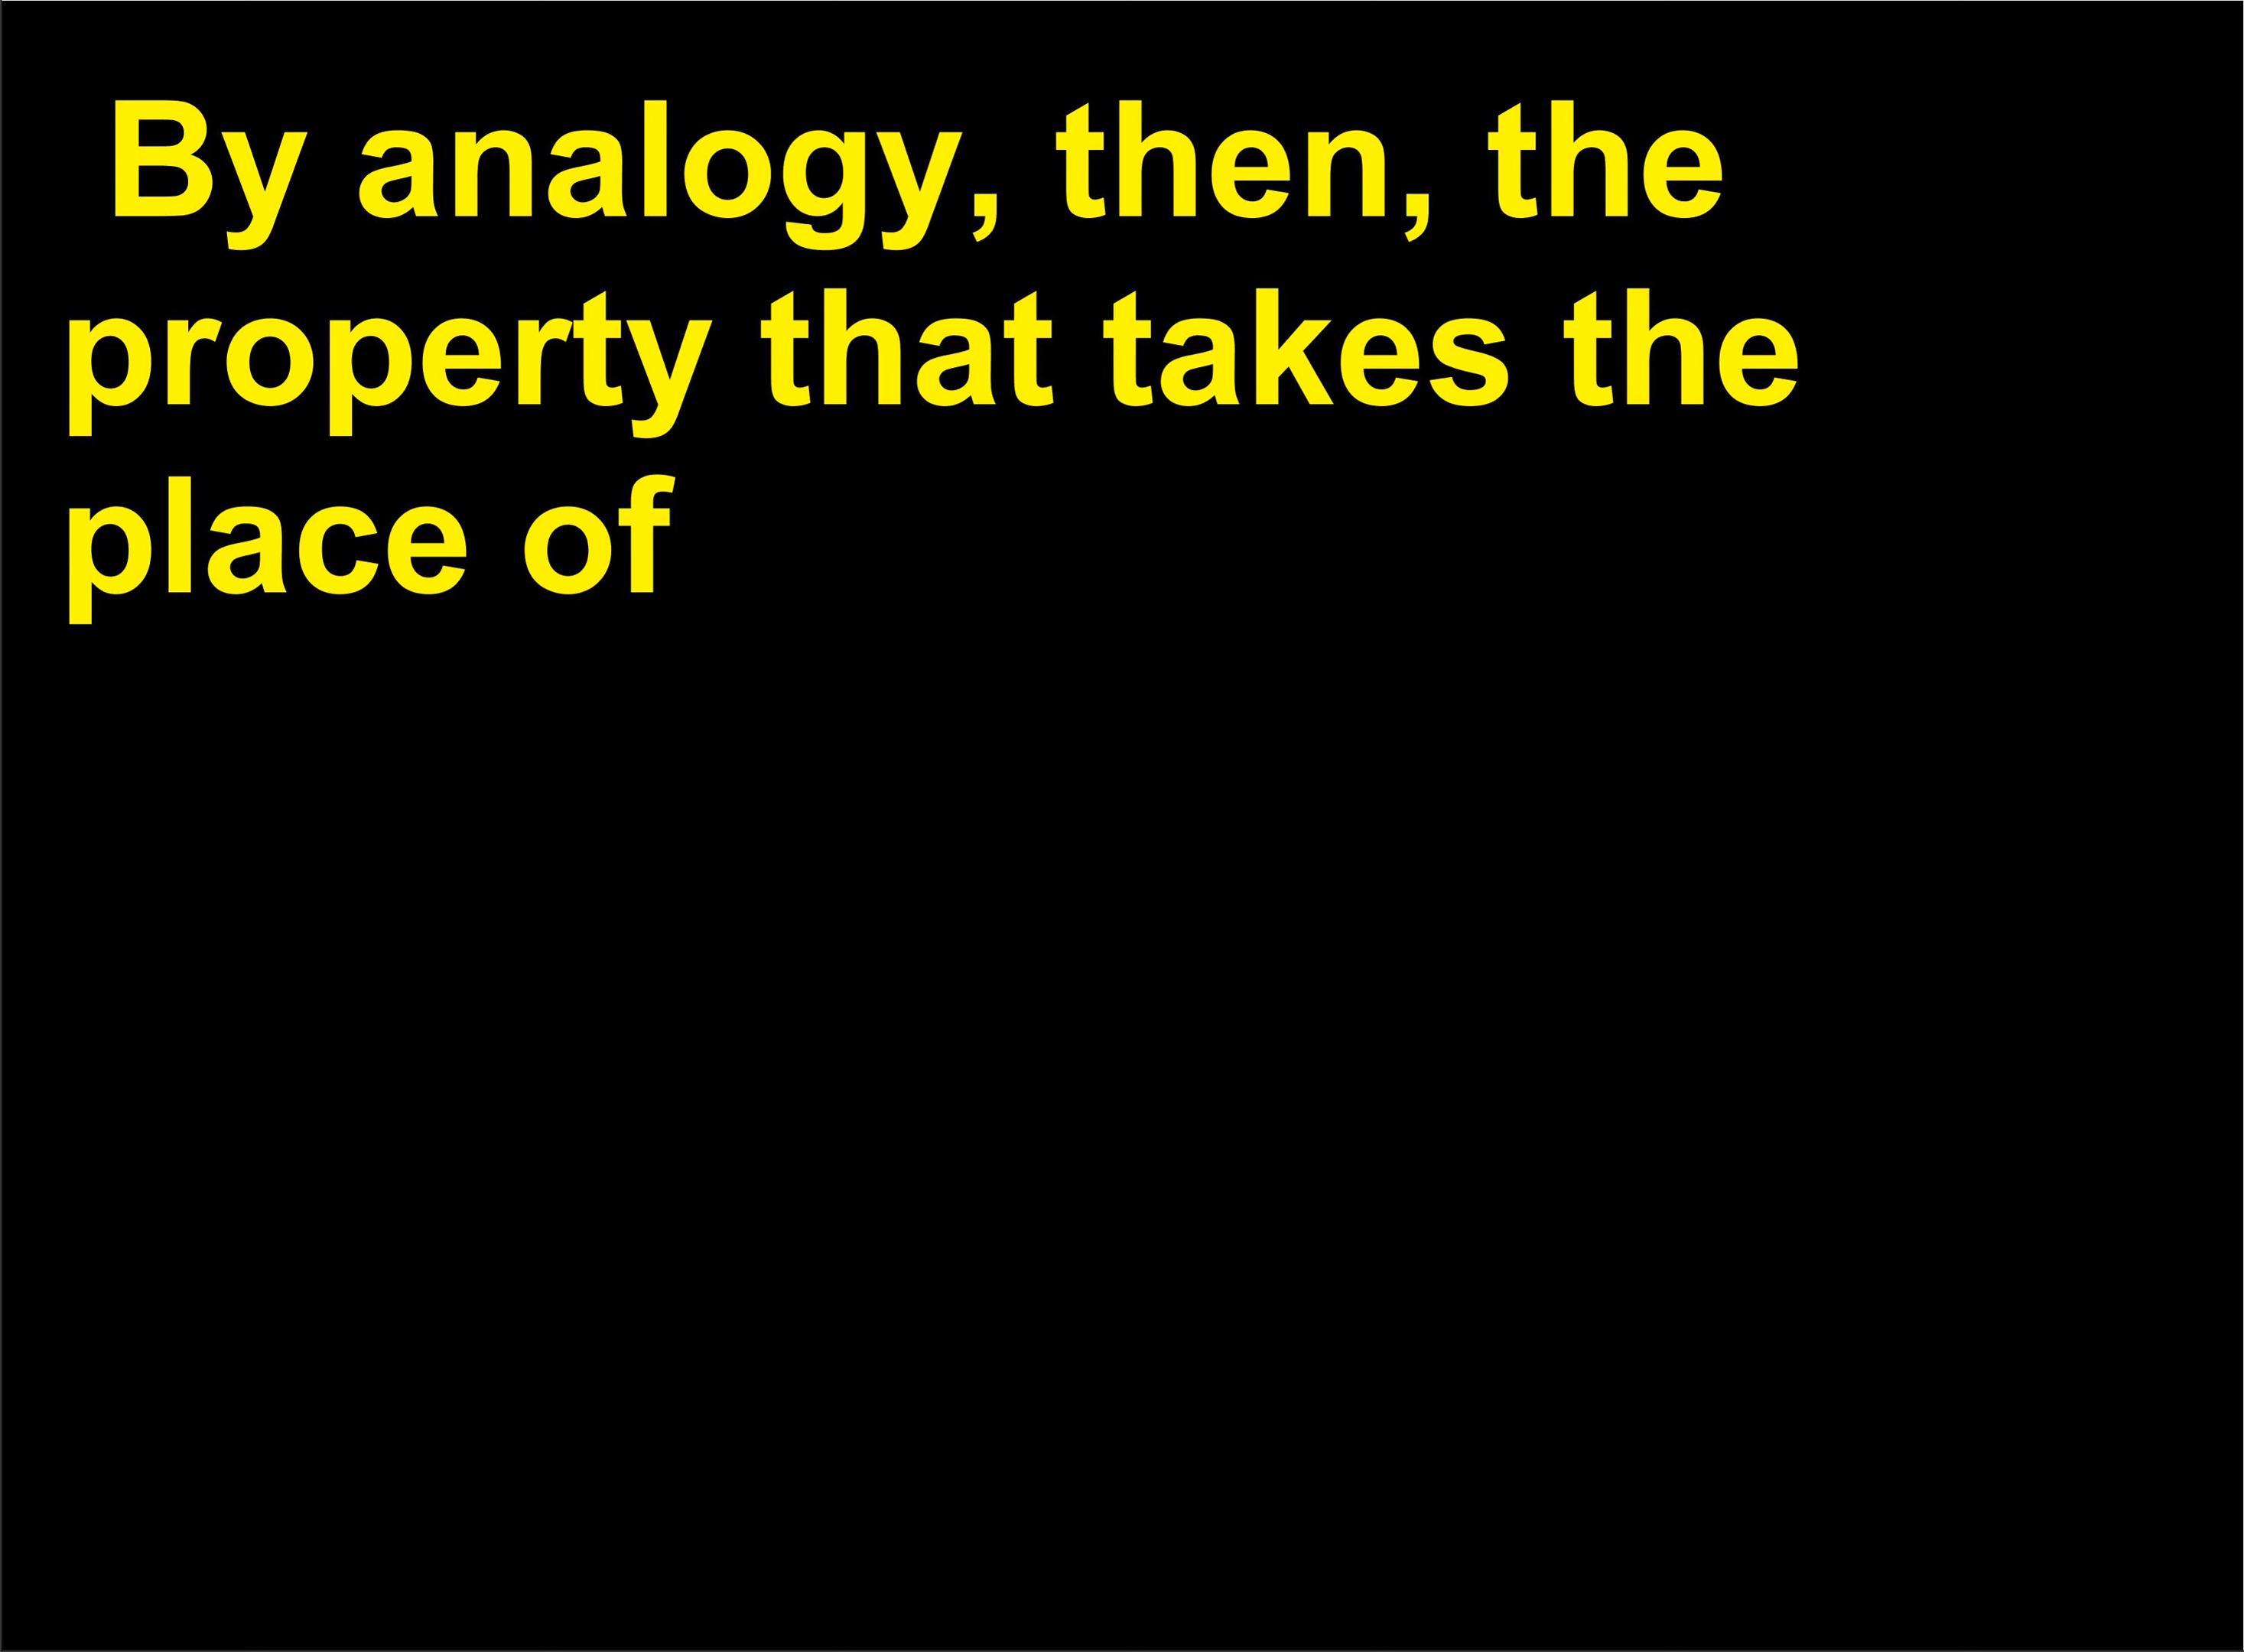 By analogy, then, the
property that takes the
place of